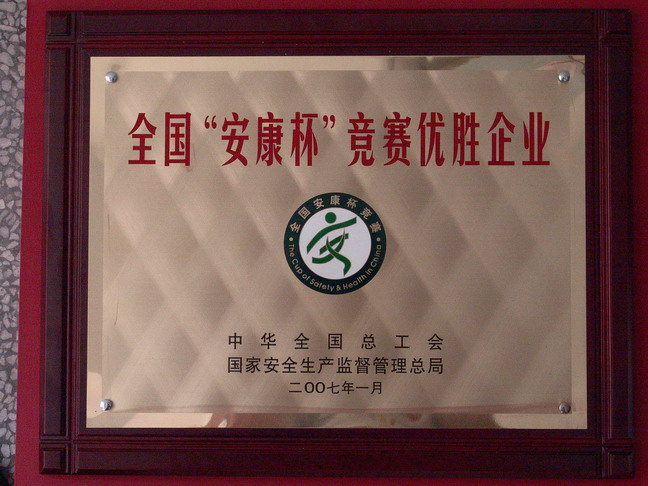 全国“安康杯”竞赛优胜企业
全国安康杯竞赛
The Cup of Safety & Health in China
中华全国总工会
国家安全生产监督管理总局
二OO七年一月